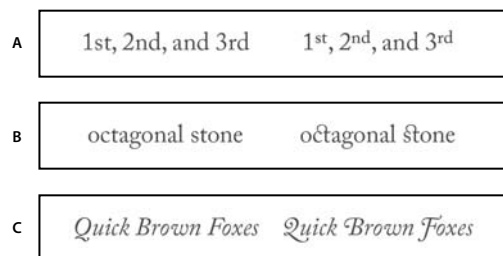 A 1st, 2nd, and 3rd 1st, 2nd, and 3rd
B octagonal stone octagonal stone
C Quick Brown Foxes Quick Brown Foxes